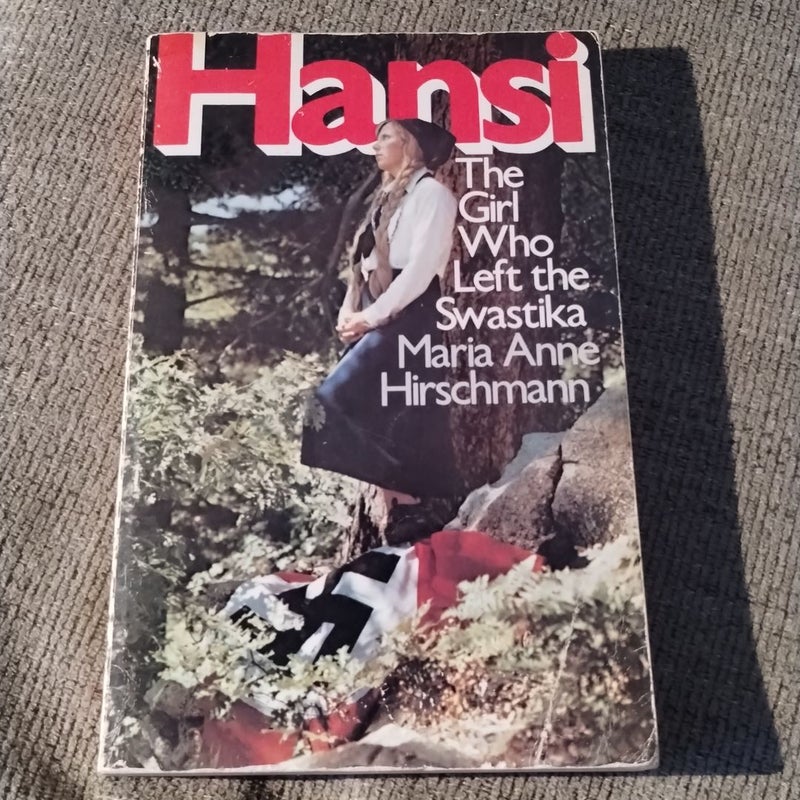 Hansi
The
Girl
Who
Left the
Swastika
Maria Anne
Hirschmann